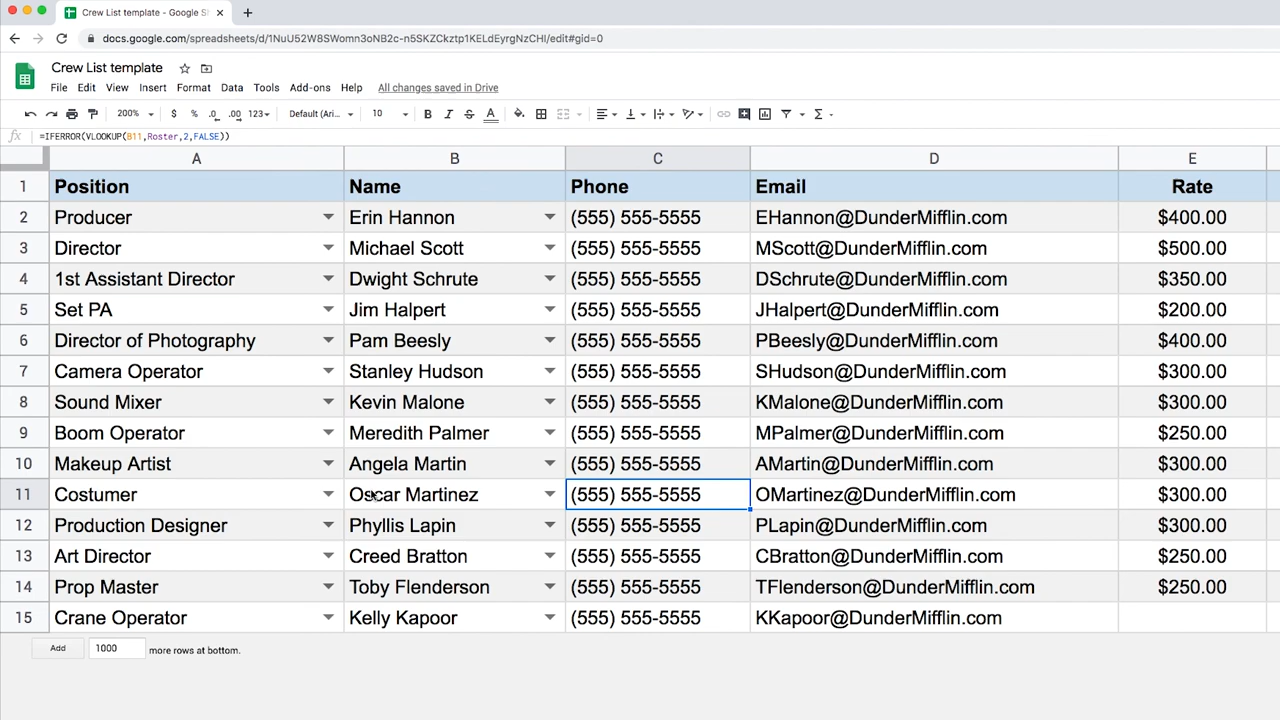 Crew List template - Google Sh
docs.google.com/spreadsheets/d/1NuU52W8SWomn3oNB2c-n5SKZCkztp1KELdEyrgNzCHI/edit#gid=0
Crew List template
File Edit View Insert Format Data Tools Add-ons Help All changes saved in Drive
200% $ % .0 .00 123 Default (Ari... 10 B I S A Σ
fx =IFERROR(VLOOKUP(B11,Roster,2,FALSE))
A B C D E
1 Position Name Phone Email Rate
2 Producer Erin Hannon (555) 555-5555 EHannon@DunderMifflin.com $400.00
3 Director Michael Scott (555) 555-5555 MScott@DunderMifflin.com $500.00
4 1st Assistant Director Dwight Schrute (555) 555-5555 DSchrute@DunderMifflin.com $350.00
5 Set PA Jim Halpert (555) 555-5555 JHalpert@DunderMifflin.com $200.00
6 Director of Photography Pam Beesly (555) 555-5555 PBeesly@DunderMifflin.com $400.00
7 Camera Operator Stanley Hudson (555) 555-5555 SHudson@DunderMifflin.com $300.00
8 Sound Mixer Kevin Malone (555) 555-5555 KMalone@DunderMifflin.com $300.00
9 Boom Operator Meredith Palmer (555) 555-5555 MPalmer@DunderMifflin.com $250.00
10 Makeup Artist Angela Martin (555) 555-5555 AMartin@DunderMifflin.com $300.00
11 Costumer Oscar Martinez (555) 555-5555 OMartinez@DunderMifflin.com $300.00
12 Production Designer Phyllis Lapin (555) 555-5555 PLapin@DunderMifflin.com $300.00
13 Art Director Creed Bratton (555) 555-5555 CBratton@DunderMifflin.com $250.00
14 Prop Master Toby Flenderson (555) 555-5555 TFlenderson@DunderMifflin.com $250.00
15 Crane Operator Kelly Kapoor (555) 555-5555 KKapoor@DunderMifflin.com
Add 1000 more rows at bottom.